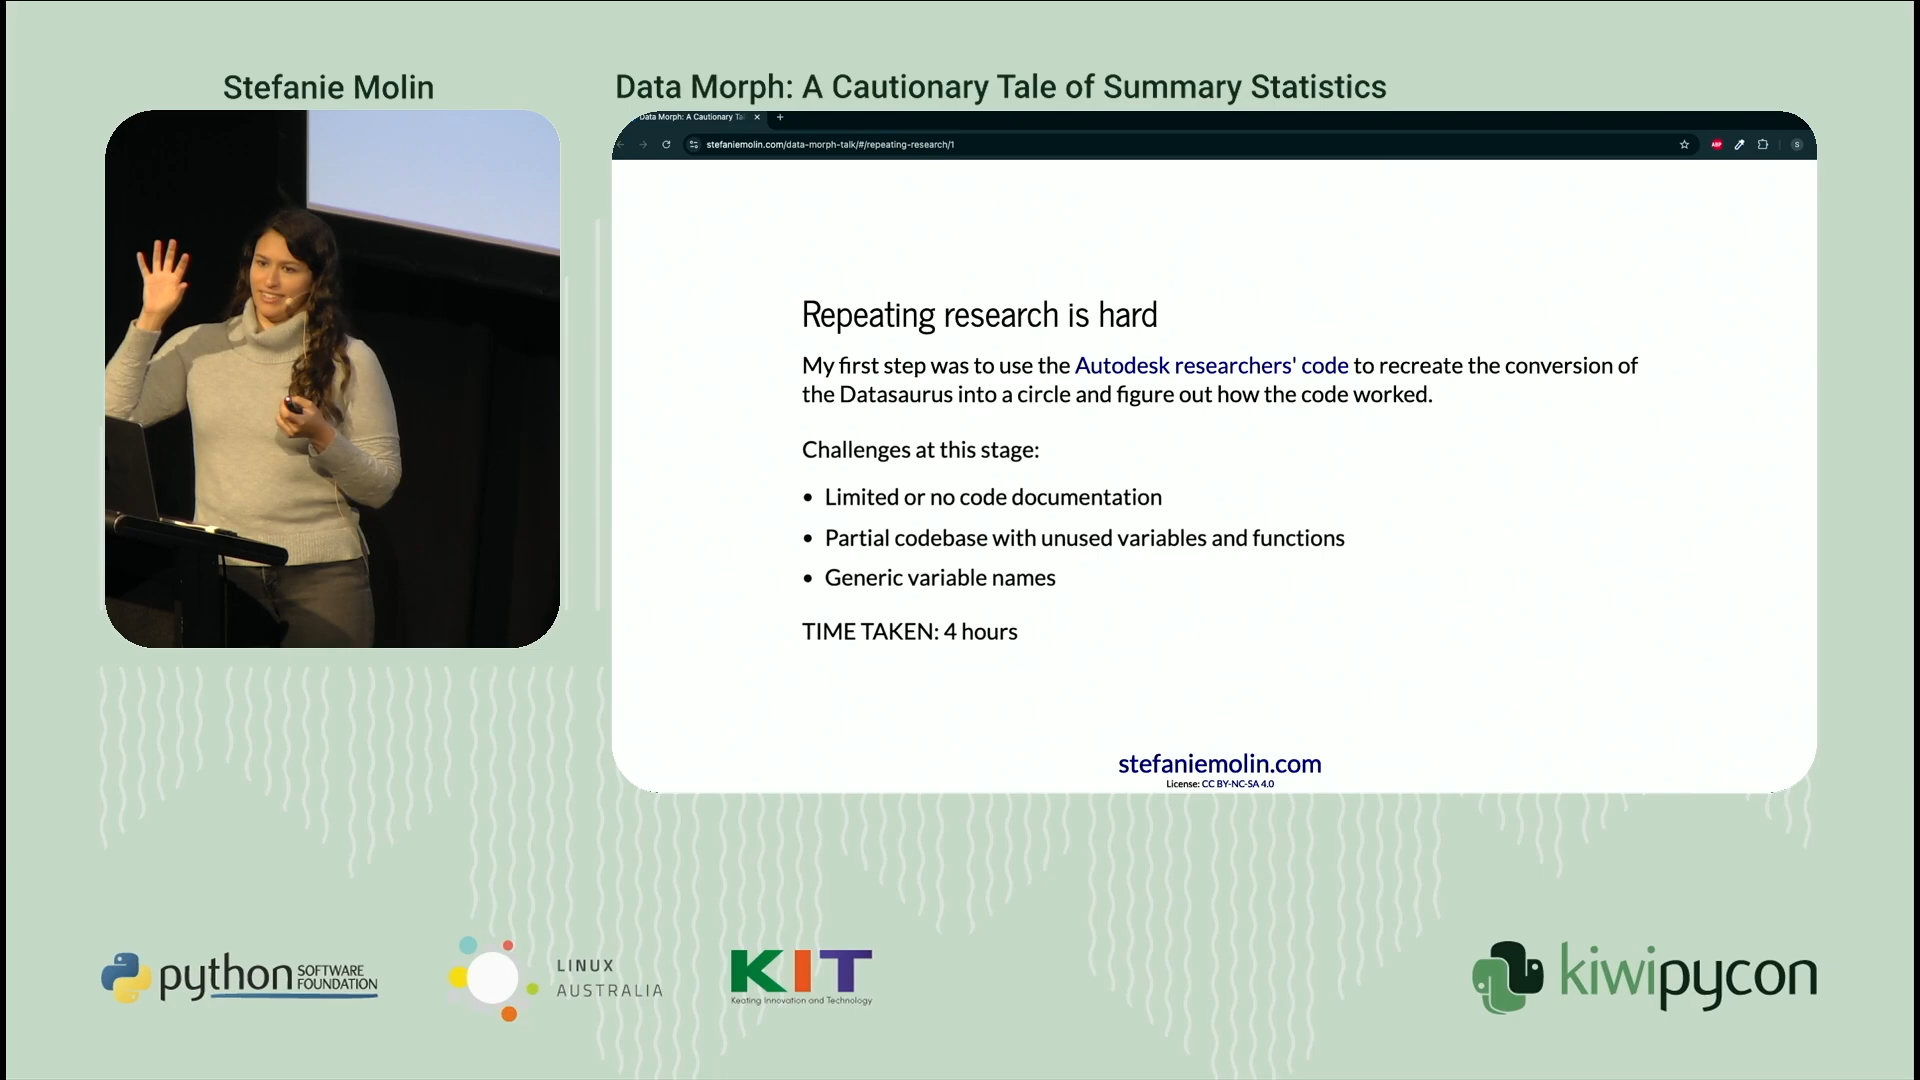 Stefanie Molin
Data Morph: A Cautionary Tale of Summary Statistics
Data Morph: A Cautionary Ta
stefaniemolin.com/data-morph-talk/#/repeating-research/1
ABP
S
Repeating research is hard
My first step was to use the Autodesk researchers' code to recreate the conversion of
the Datasaurus into a circle and figure out how the code worked.
Challenges at this stage:
• Limited or no code documentation
• Partial codebase with unused variables and functions
• Generic variable names
TIME TAKEN: 4 hours
stefaniemolin.com
License: CC BY-NC-SA 4.0
python SOFTWARE
FOUNDATION
LINUX
AUSTRALIA
KIT
Keating Innovation and Technology
kiwipycon